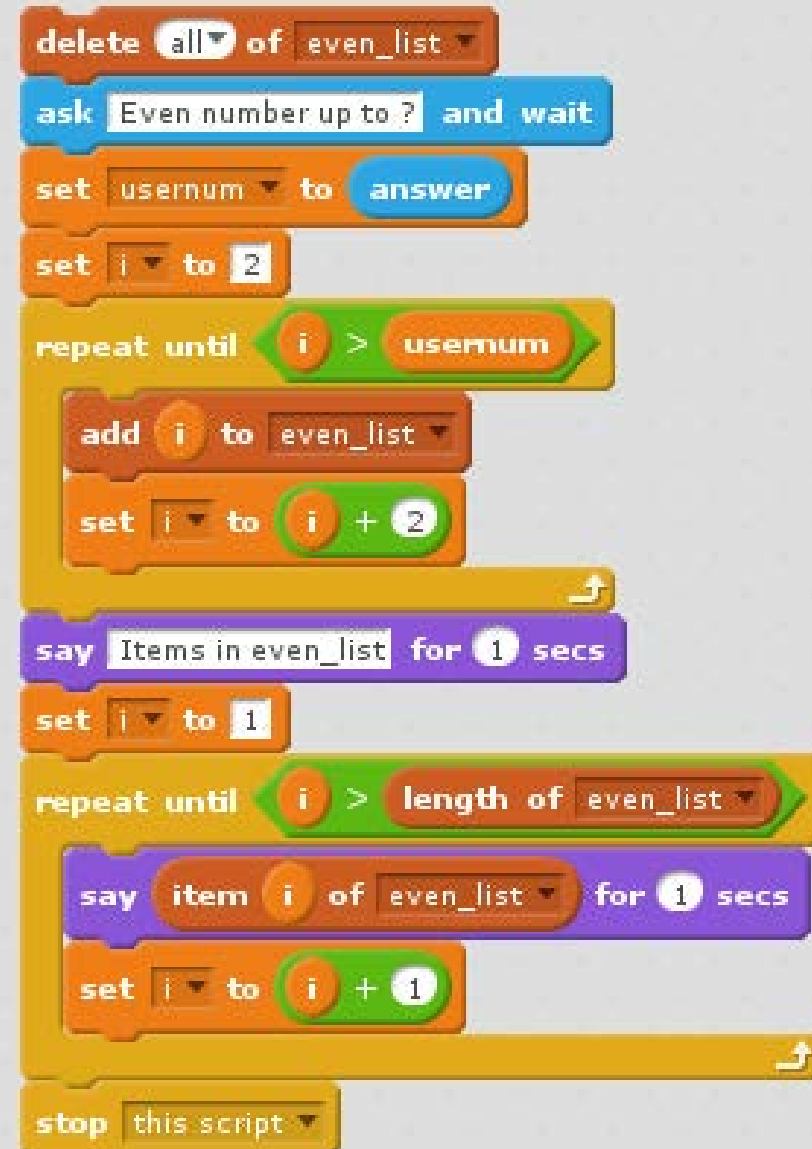 delete all of even_list
ask Even number up to ? and wait
set usernum to answer
set i to 2
repeat until i > usernum
add i to even_list
set i to i + 2
say Items in even_list for 1 secs
set i to 1
repeat until i > length of even_list
say item i of even_list for 1 secs
set i to i + 1
stop this script